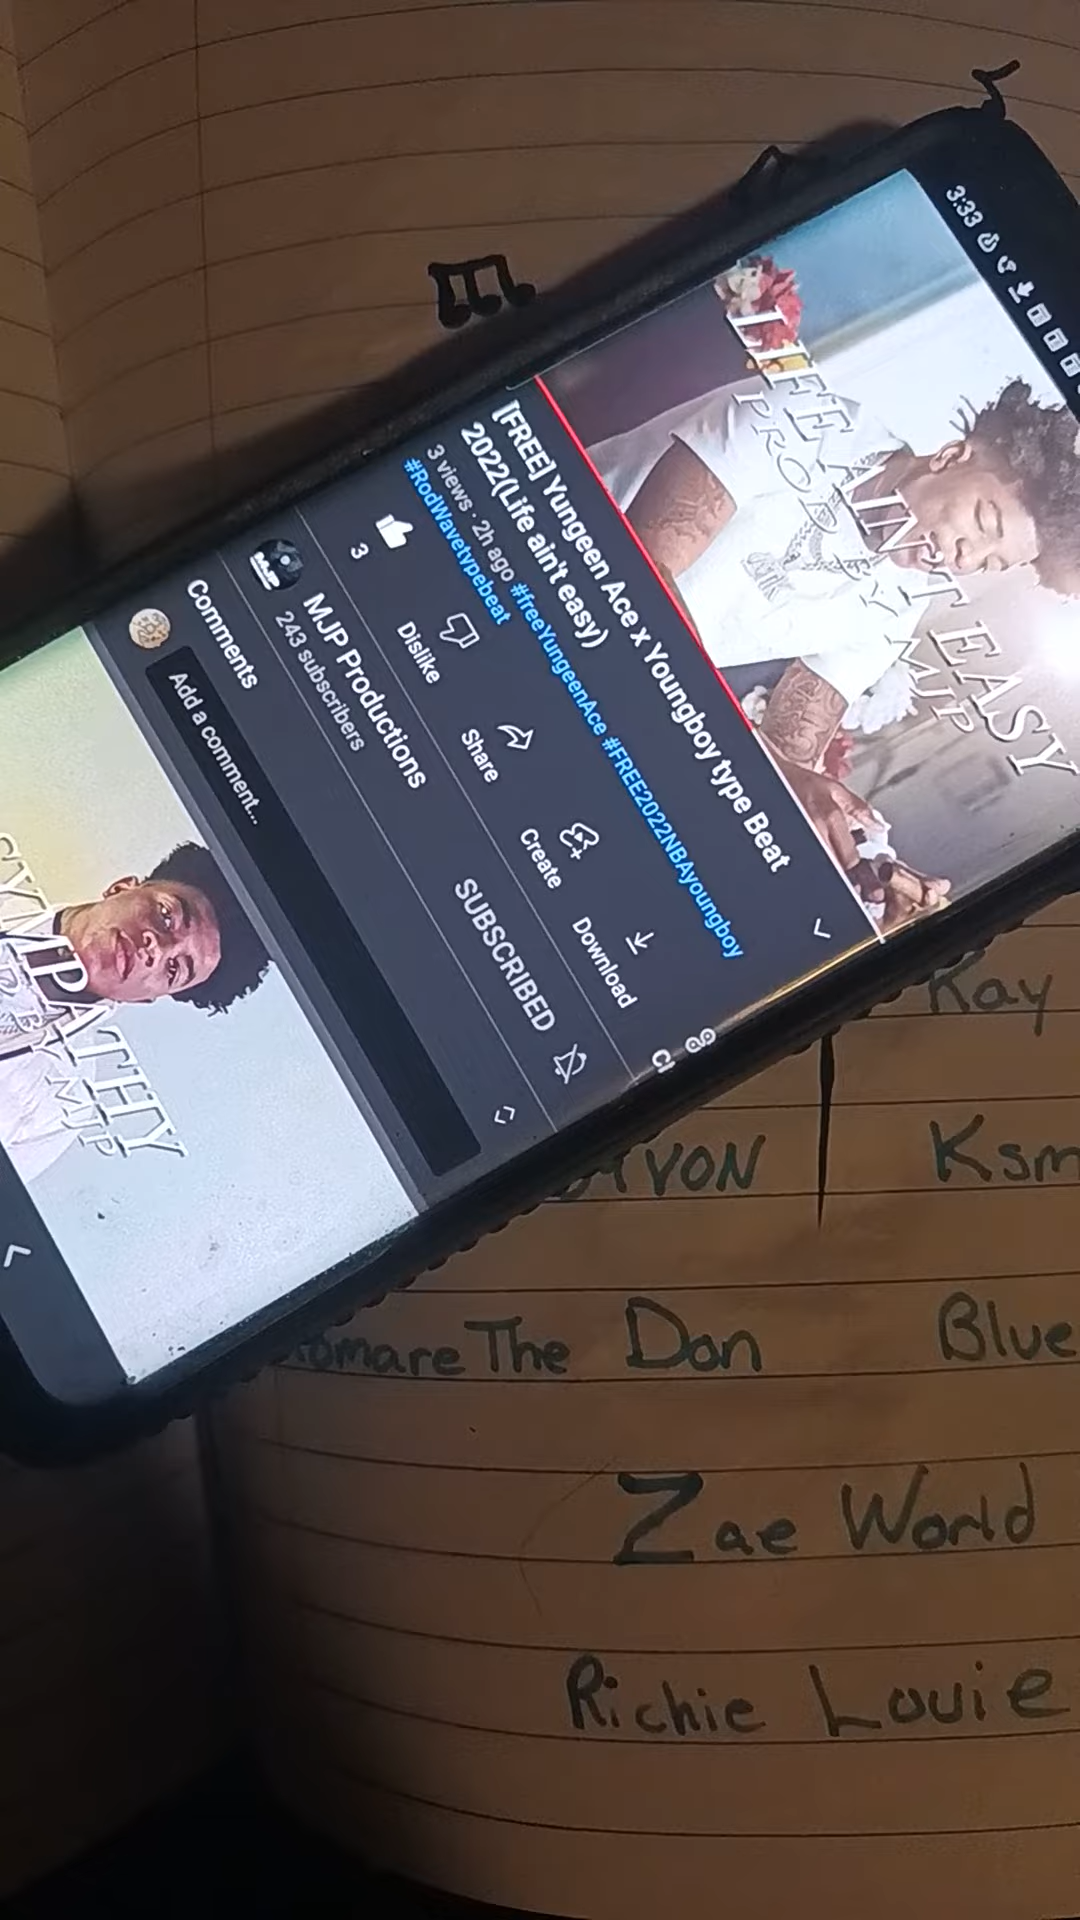 3:33
LIFE AIN'T EASY
PROD BY MJP
[FREE] Yungeen Ace x Youngboy type Beat
2022(Life ain't easy)
3 views · 2h ago #freeYungeenAce #FREE2022NBAyoungboy
#RodWavetypebeat
3
Dislike
Share
Create
Download
MJP Productions
243 subscribers
SUBSCRIBED
Comments
Add a comment...
SYMPATHY
BY MJP
Kay
VON
Ksm
The Don
Blue
Zae World
Richie Louie